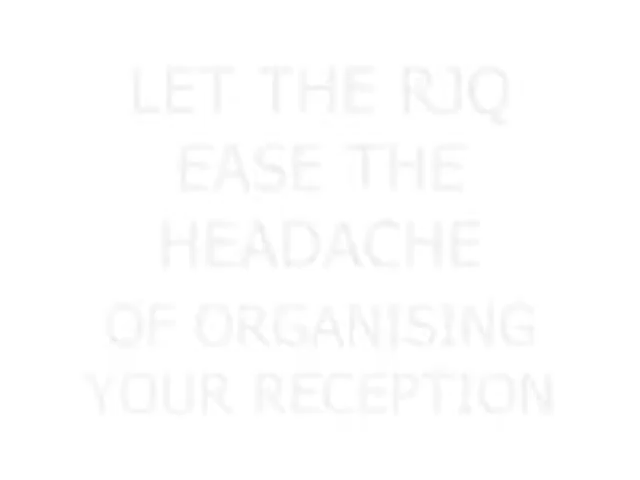 LET THE RJQ
EASE THE
HEADACHE
OF ORGANISING
YOUR RECEPTION